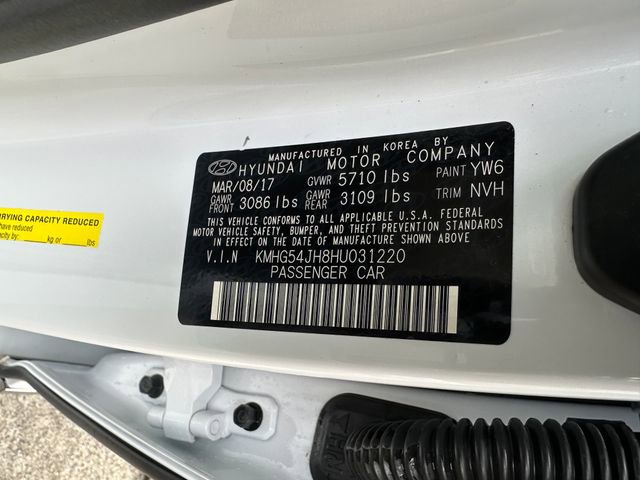 MANUFACTURED IN KOREA BY
HYUNDAI MOTOR COMPANY
MAR/08/17 GVWR 5710 lbs PAINT YW6
GAWR FRONT 3086 lbs GAWR REAR 3109 lbs TRIM NVH
THIS VEHICLE CONFORMS TO ALL APPLICABLE U.S.A. FEDERAL
MOTOR VEHICLE SAFETY, BUMPER, AND THEFT PREVENTION STANDARDS
IN EFFECT ON THE DATE OF MANUFACTURE SHOWN ABOVE.
V.I.N KMHG54JH8HU031220
PASSENGER CAR
RRYING CAPACITY REDUCED
have reduced
kg or lbs